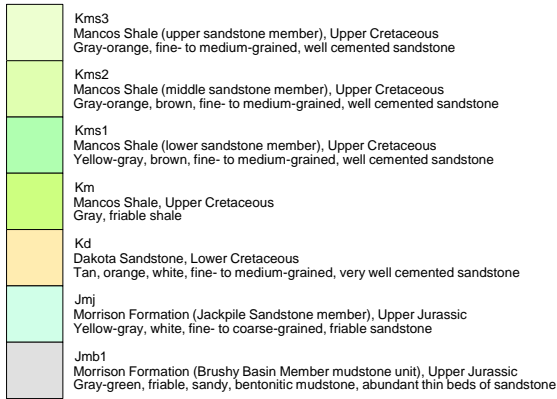 Kms3
Mancos Shale (upper sandstone member), Upper Cretaceous
Gray-orange, fine- to medium-grained, well cemented sandstone
Kms2
Mancos Shale (middle sandstone member), Upper Cretaceous
Gray-orange, brown, fine- to medium-grained, well cemented sandstone
Kms1
Mancos Shale (lower sandstone member), Upper Cretaceous
Yellow-gray, brown, fine- to medium-grained, well cemented sandstone
Km
Mancos Shale, Upper Cretaceous
Gray, friable shale
Kd
Dakota Sandstone, Lower Cretaceous
Tan, orange, white, fine- to medium-grained, very well cemented sandstone
Jmj
Morrison Formation (Jackpile Sandstone member), Upper Jurassic
Yellow-gray, white, fine- to coarse-grained, friable sandstone
Jmb1
Morrison Formation (Brushy Basin Member mudstone unit), Upper Jurassic
Gray-green, friable, sandy, bentonitic mudstone, abundant thin beds of sandstone